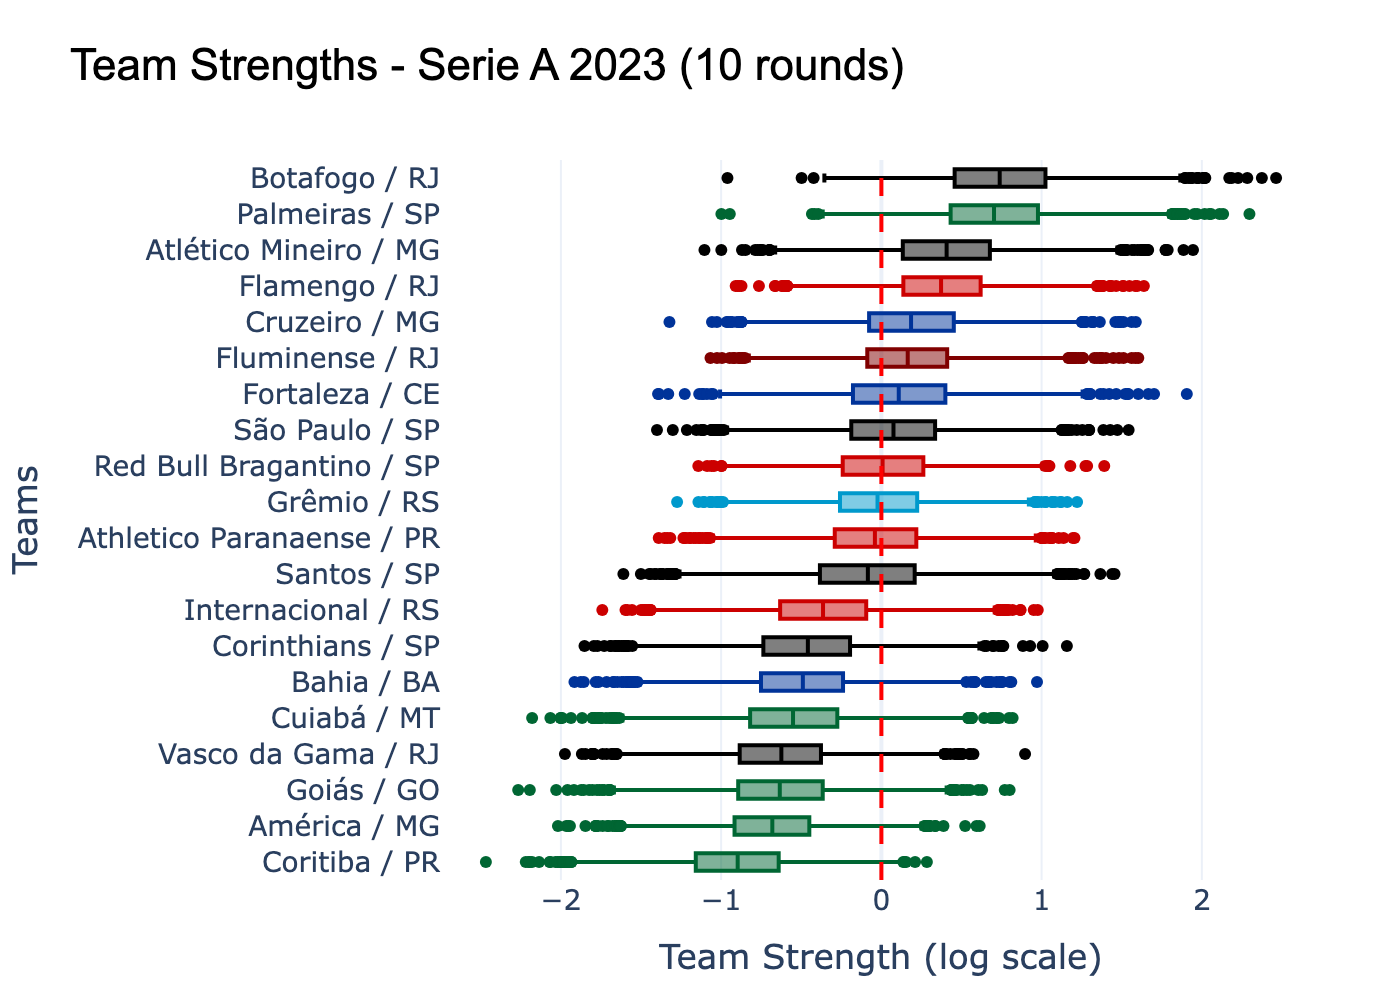 Team Strengths - Serie A 2023 (10 rounds)
Teams
Botafogo / RJ
Palmeiras / SP
Atlético Mineiro / MG
Flamengo / RJ
Cruzeiro / MG
Fluminense / RJ
Fortaleza / CE
São Paulo / SP
Red Bull Bragantino / SP
Grêmio / RS
Athletico Paranaense / PR
Santos / SP
Internacional / RS
Corinthians / SP
Bahia / BA
Cuiabá / MT
Vasco da Gama / RJ
Goiás / GO
América / MG
Coritiba / PR
−2 −1 0 1 2
Team Strength (log scale)